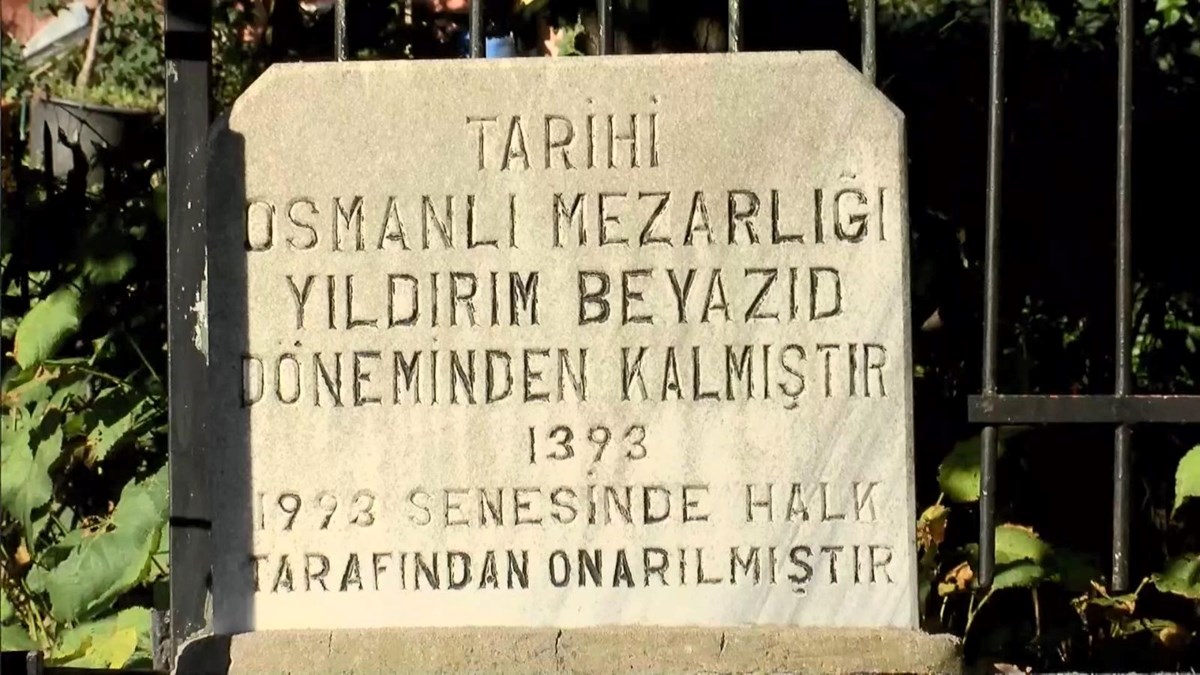 TARİHİ
OSMANLI MEZARLIĞI
YILDIRIM BEYAZID
DÖNEMİNDEN KALMIŞTIR
1393
1993 SENESİNDE HALK
TARAFINDAN ONARILMIŞTIR